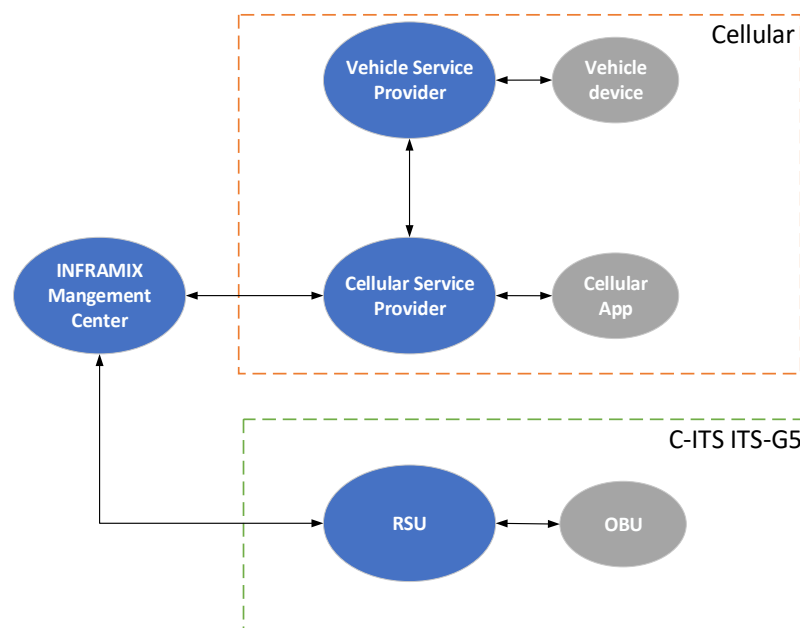 Cellular
Vehicle Service
Provider
Vehicle
device
INFRAMIX
Mangement
Center
Cellular Service
Provider
Cellular
App
C-ITS ITS-G5
RSU
OBU